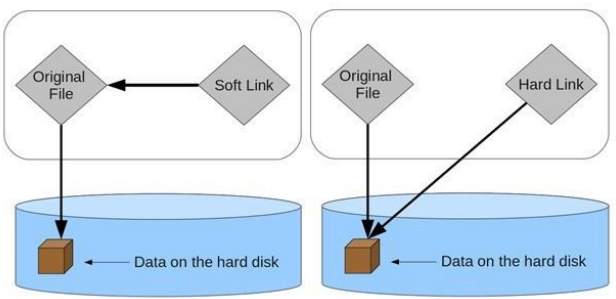 Original
File
Soft Link
Data on the hard disk
Original
File
Hard Link
Data on the hard disk